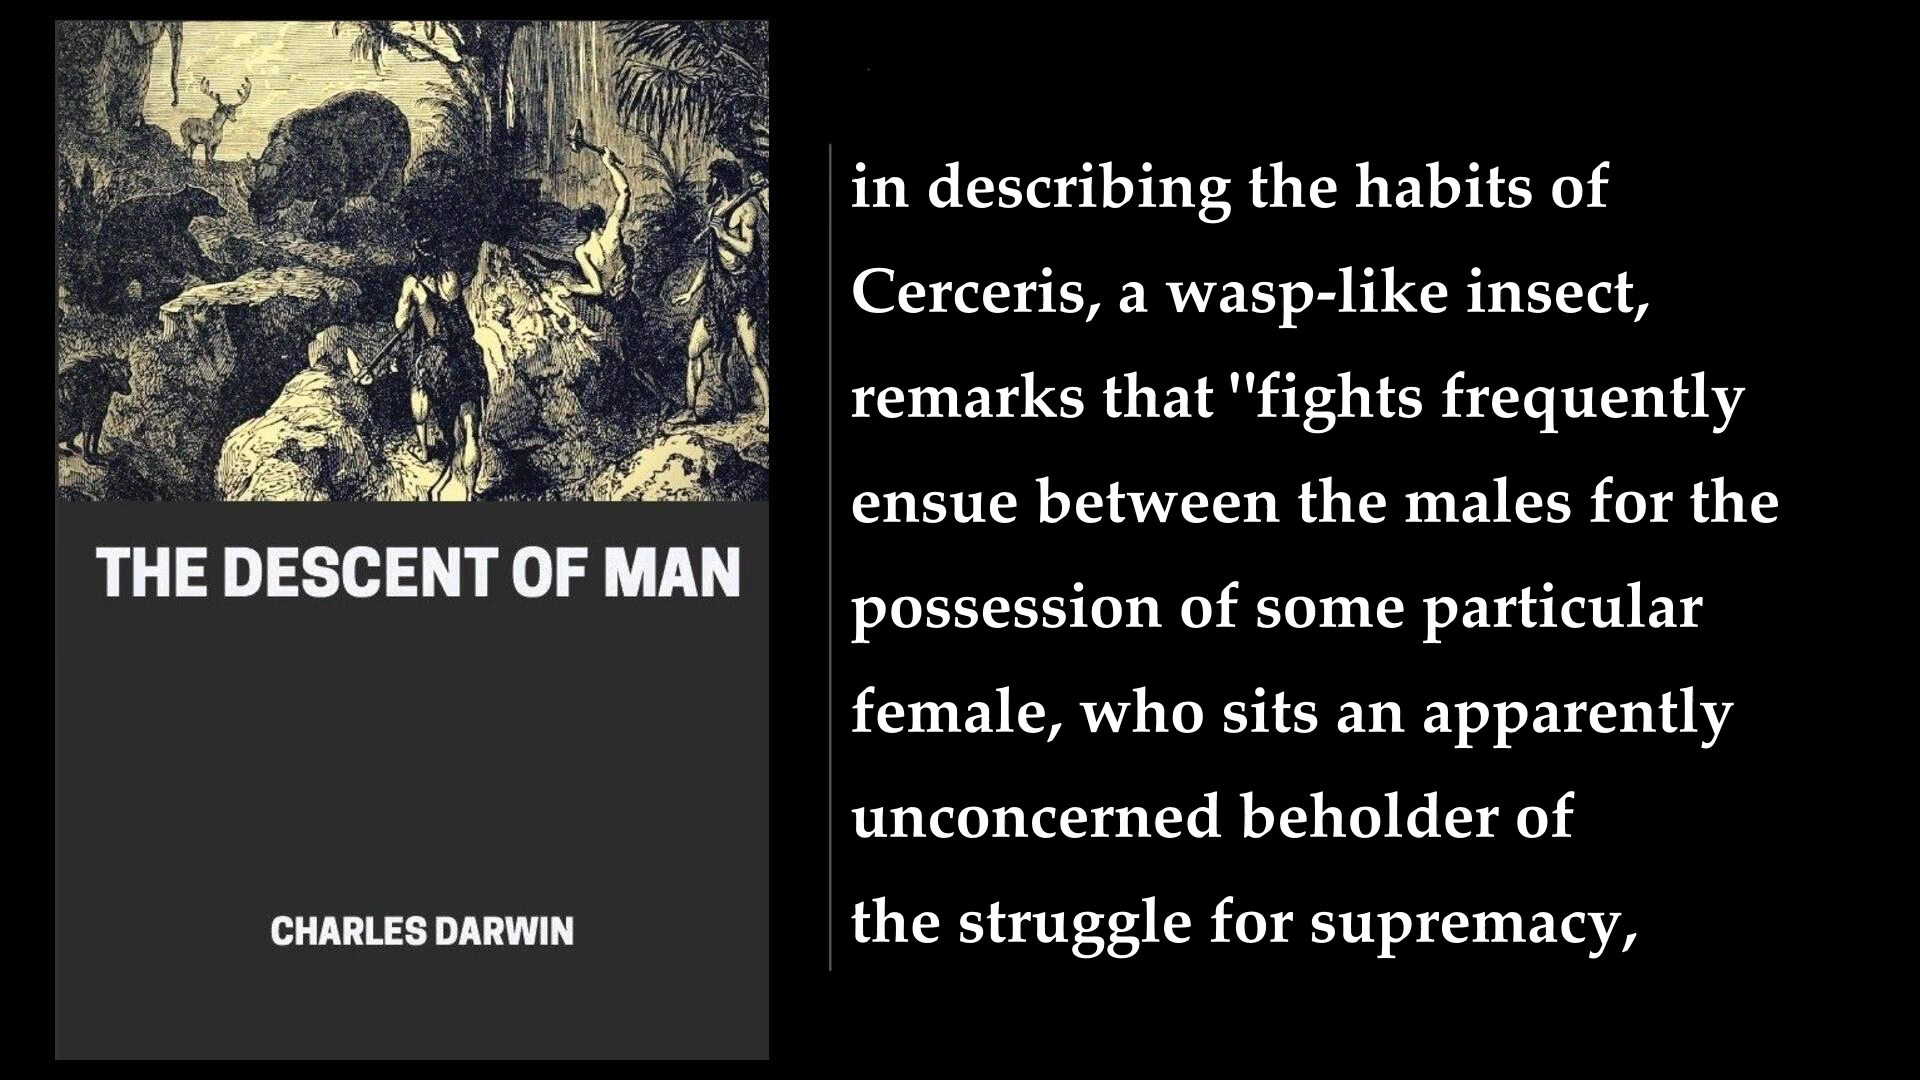 THE DESCENT OF MAN
CHARLES DARWIN
in describing the habits of
Cerceris, a wasp-like insect,
remarks that "fights frequently
ensue between the males for the
possession of some particular
female, who sits an apparently
unconcerned beholder of
the struggle for supremacy,